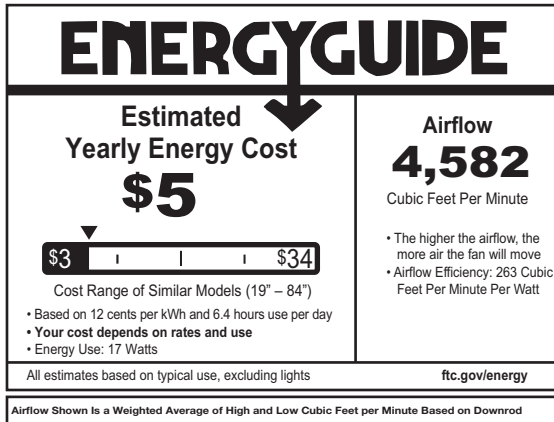 ENERGYGUIDE
Estimated
Yearly Energy Cost
$5
$3
$34
Cost Range of Similar Models (19” – 84”)
• Based on 12 cents per kWh and 6.4 hours use per day
• Your cost depends on rates and use
• Energy Use: 17 Watts
Airflow
4,582
Cubic Feet Per Minute
• The higher the airflow, the
more air the fan will move
• Airflow Efficiency: 263 Cubic
Feet Per Minute Per Watt
All estimates based on typical use, excluding lights
ftc.gov/energy
Airflow Shown Is a Weighted Average of High and Low Cubic Feet per Minute Based on Downrod